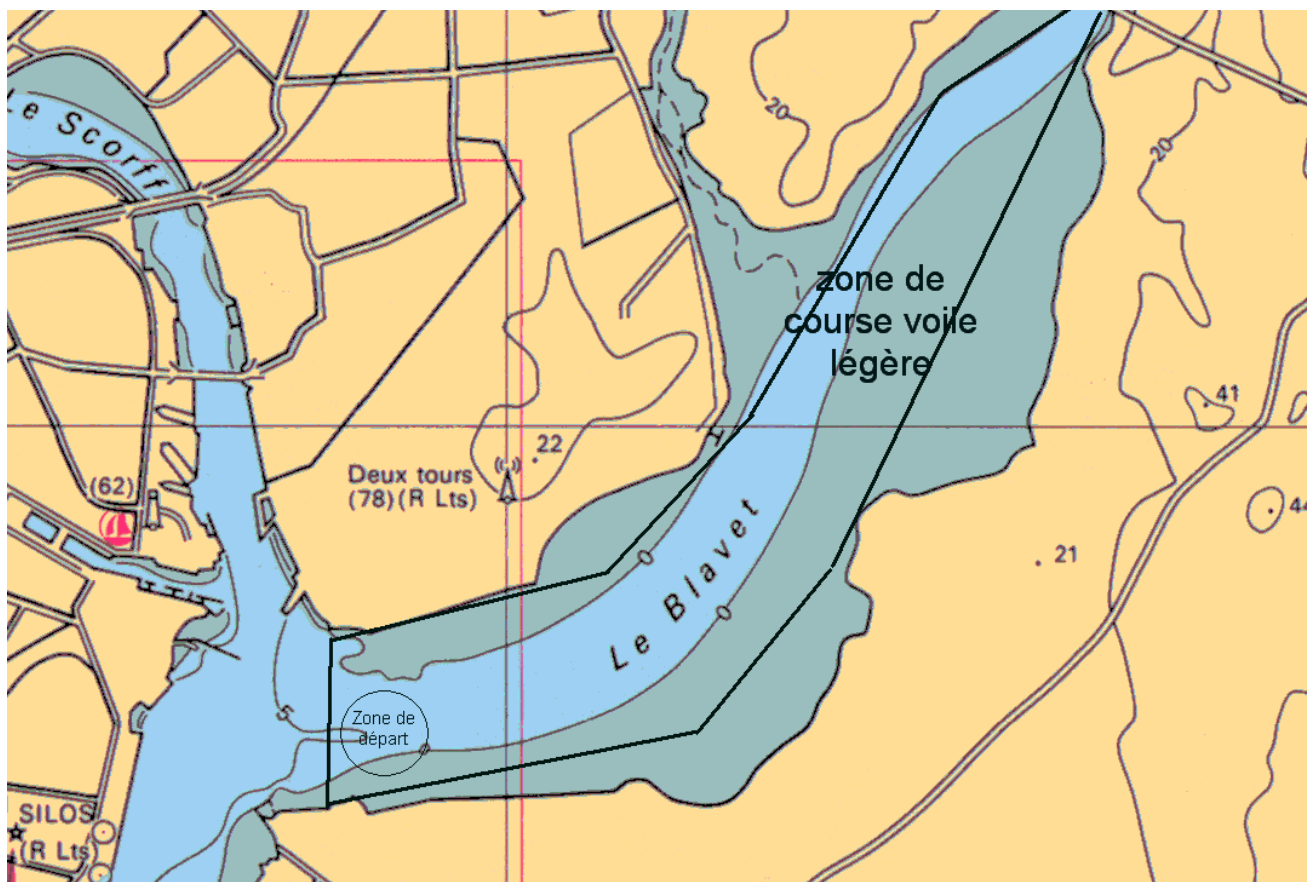 Le Scorff
20
20
zone de
course voile
légère
41
22
Deux tours
(78)(R Lts)
(62)
44
21
Le Blavet
5
Zone de
départ
SILOS
(R Lts)